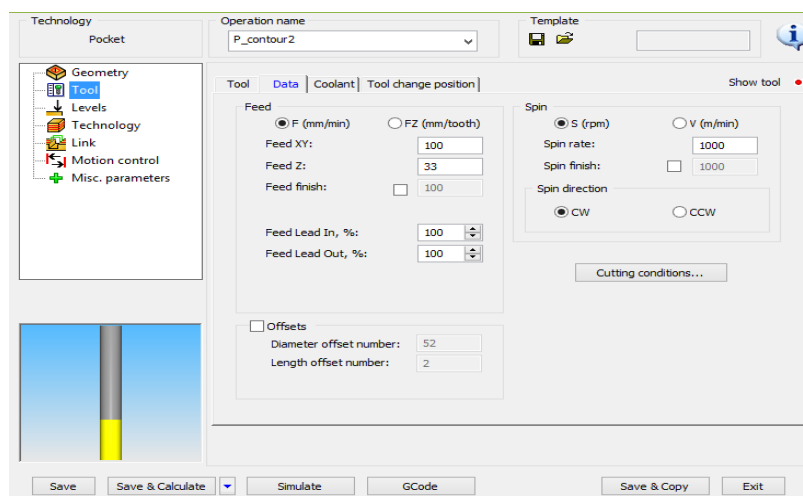 Technology
Pocket
Operation name
P_contour2
Template
Geometry
Tool
Levels
Technology
Link
Motion control
Misc. parameters
Tool Data Coolant Tool change position
Show tool
Feed
F (mm/min) FZ (mm/tooth)
Feed XY: 100
Feed Z: 33
Feed finish: 100
Feed Lead In, %: 100
Feed Lead Out, %: 100
Spin
S (rpm) V (m/min)
Spin rate: 1000
Spin finish: 1000
Spin direction
CW CCW
Cutting conditions...
Offsets
Diameter offset number: 52
Length offset number: 2
Save Save & Calculate Simulate GCode Save & Copy Exit